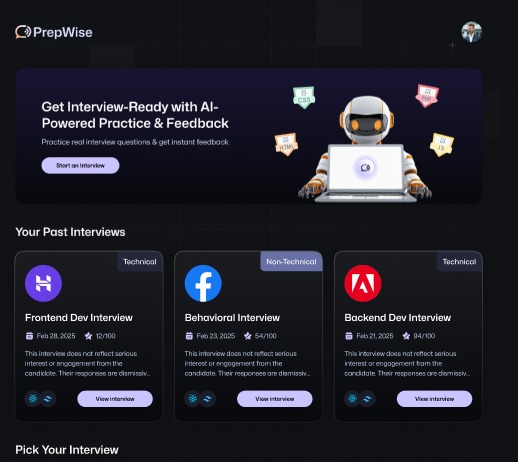 PrepWise
Get Interview-Ready with AI-
Powered Practice & Feedback
Practice real interview questions & get instant feedback.
Start an Interview
CSS
PHP
HTML
JS
Your Past Interviews
Technical
Frontend Dev Interview
Feb 28, 2025 12/100
This interview does not reflect serious
interest or engagement from the
candidate. Their responses are dismissiv...
View interview
Non-Technical
Behavioral Interview
Feb 23, 2025 54/100
This interview does not reflect serious
interest or engagement from the
candidate. Their responses are dismissiv...
View interview
Technical
Backend Dev Interview
Feb 21, 2025 94/100
This interview does not reflect serious
interest or engagement from the
candidate. Their responses are dismissiv...
View interview
Pick Your Interview